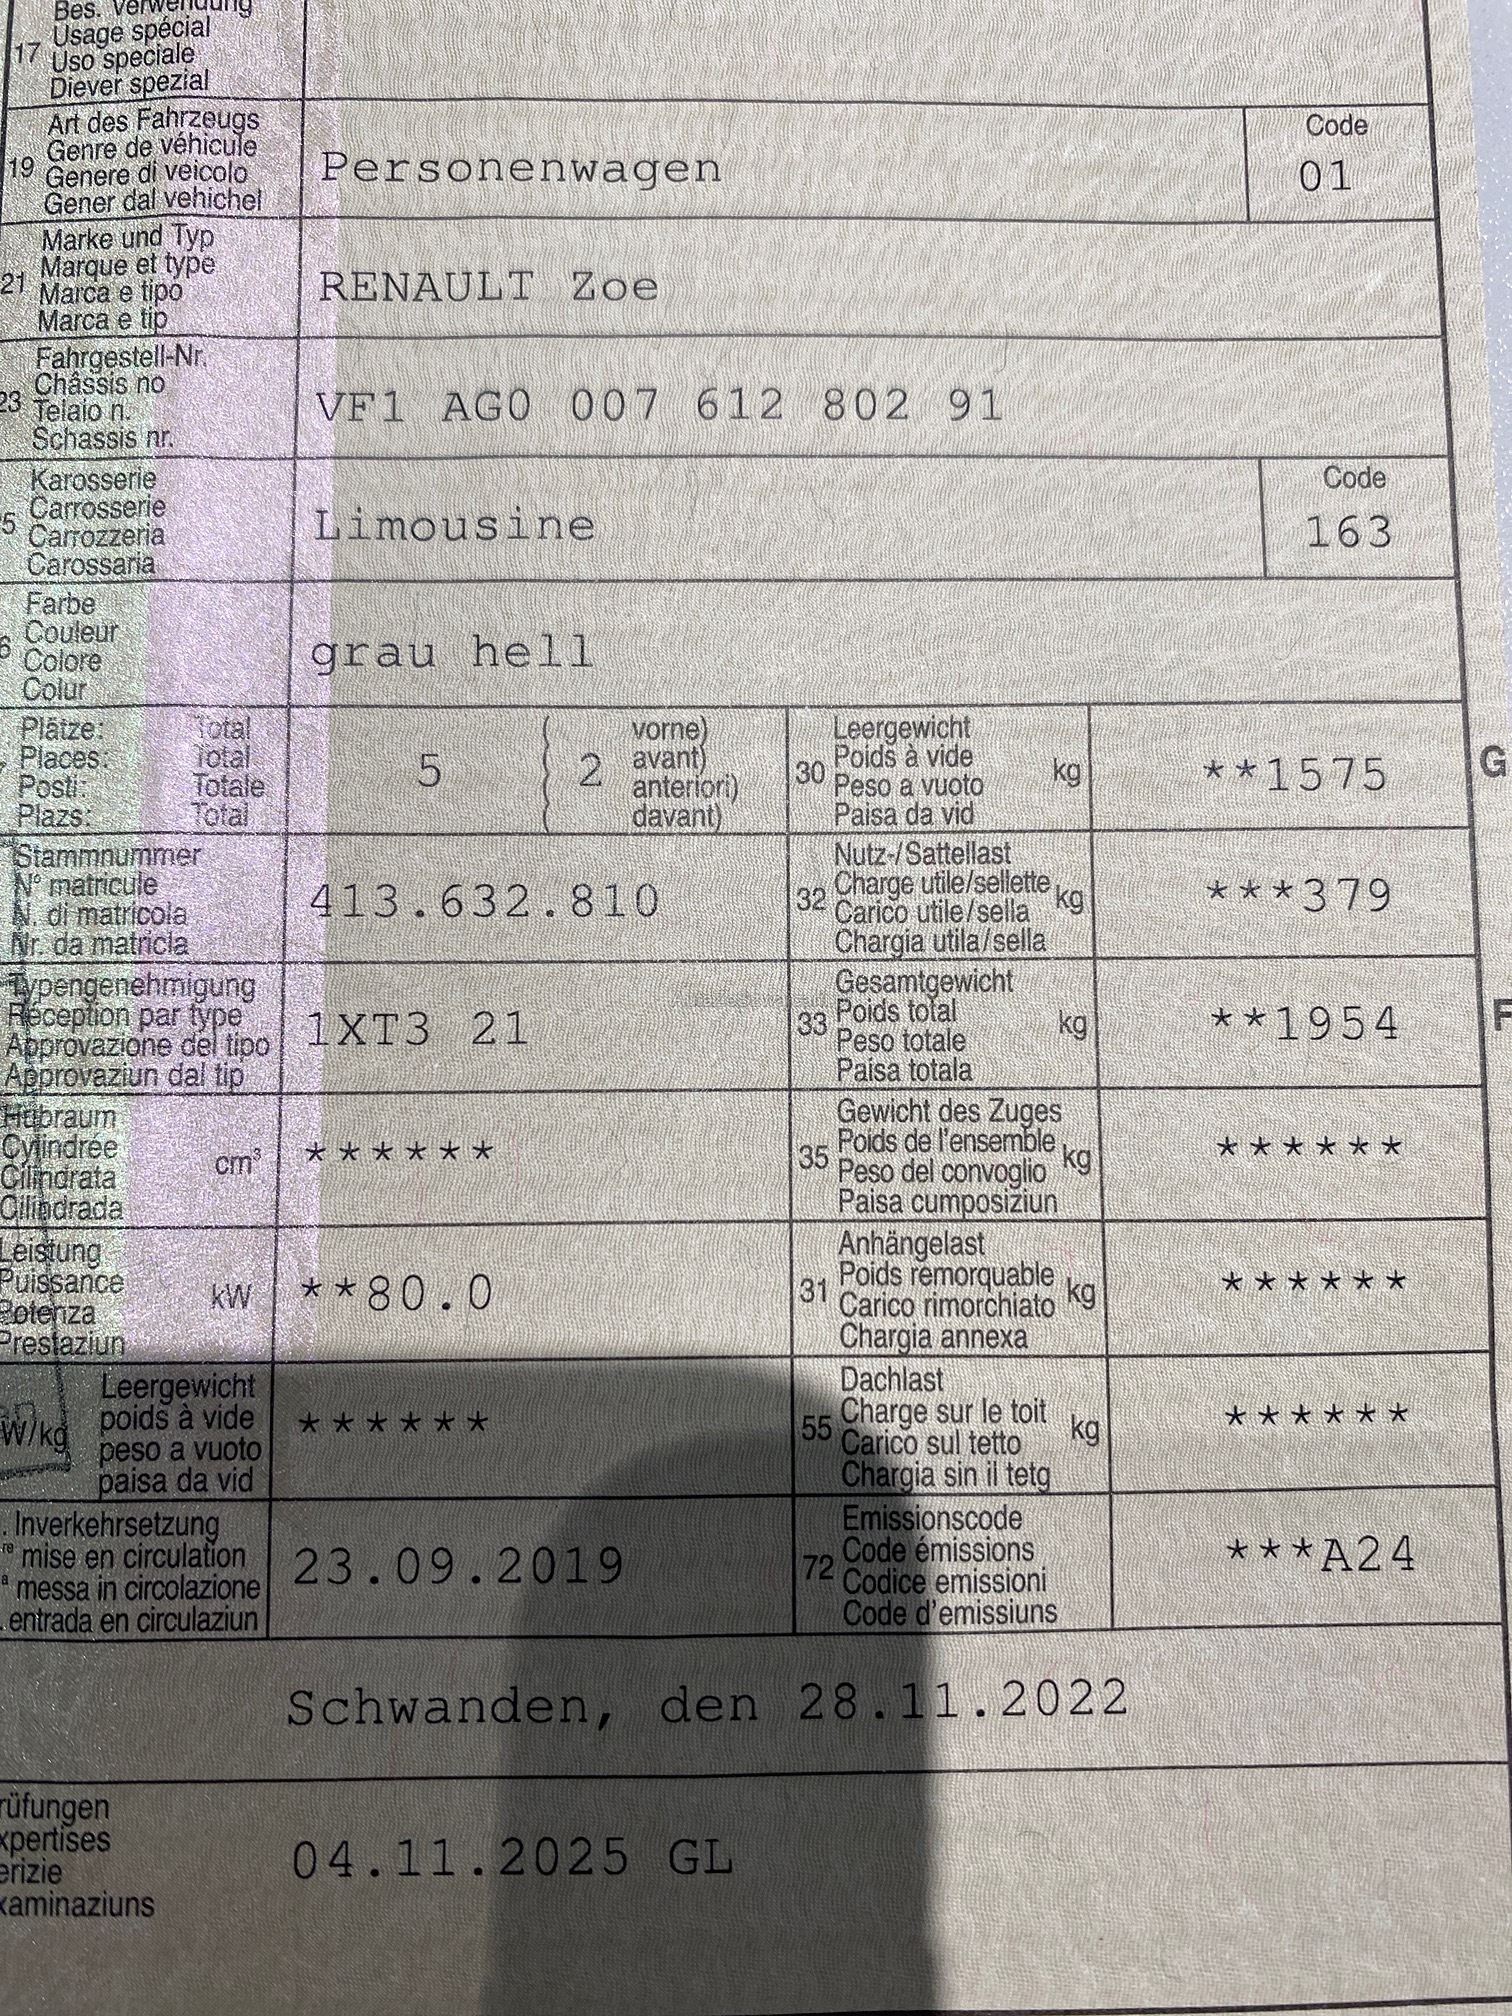 Bes. Verwendung
17 Usage spécial
Uso speciale
Diever spezial
Art des Fahrzeugs
19 Genre de véhicule
Genere di veicolo
Gener dal vehichel
Personenwagen
Code
01
Marke und Typ
21 Marque et type
Marca e tipo
Marca e tip
RENAULT Zoe
Fahrgestell-Nr.
23 Châssis no
Telaio n.
Schassis nr.
VF1 AG0 007 612 802 91
Karosserie
5 Carrosserie
Carrozzeria
Carossaria
Limousine
Code
163
Farbe
6 Couleur
Colore
Colur
grau hell
Plätze: Total
Places: Total
Posti: Totale
Plazs: Total
5 ( 2
vorne)
avant)
anteriori)
davant)
Leergewicht
30 Poids à vide kg
Peso a vuoto
Paisa da vid
**1575
G
Stammnummer
N° matricule
N. di matricola
Nr. da matricla
413.632.810
Nutz-/Sattellast
32 Charge utile/sellette kg
Carico utile/sella
Chargia utila/sella
***379
Typengenehmigung
Réception par type
Approvazione del tipo
Approvaziun dal tip
1XT3 21
Gesamtgewicht
33 Poids total kg
Peso totale
Paisa totala
**1954
F
Hubraum
Cylindrée cm³
Cilindrata
Cilindrada
******
Gewicht des Zuges
35 Poids de l'ensemble kg
Peso del convoglio
Paisa cumposiziun
******
Leistung
Puissance kW
Potenza
Prestaziun
**80.0
Anhängelast
31 Poids remorquable kg
Carico rimorchiato
Chargia annexa
******
Leergewicht
W/kg poids à vide
peso a vuoto
paisa da vid
******
Dachlast
55 Charge sur le toit kg
Carico sul tetto
Chargia sin il tetg
******
. Inverkehrsetzung
re mise en circulation
a messa in circolazione
. entrada en circulaziun
23.09.2019
Emissionscode
72 Code émissions
Codice emissioni
Code d'emissiuns
***A24
Schwanden, den 28.11.2022
rüfungen
xpertises
erizie
xaminaziuns
04.11.2025 GL